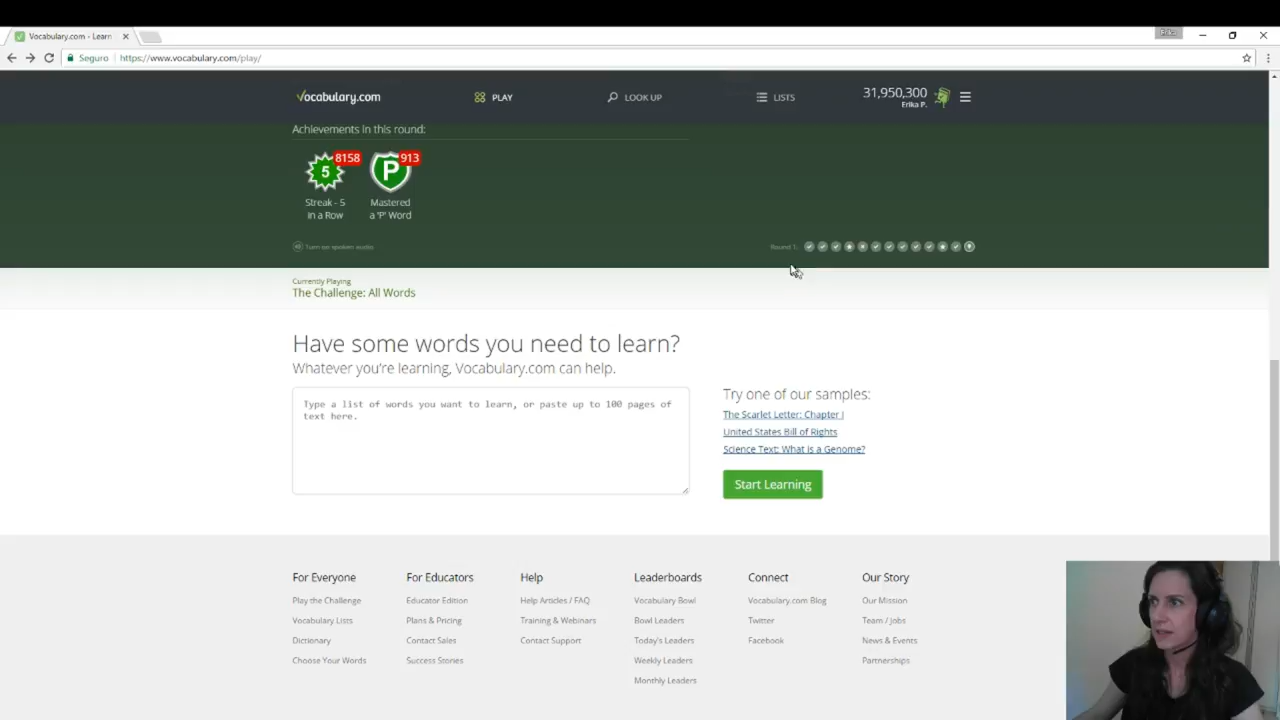 Vocabulary.com - Learn
Erika
Seguro
https://www.vocabulary.com/play/
Vocabulary.com
PLAY
LOOK UP
LISTS
31,950,300
Erika P.
Achievements in this round:
5
8158
P
913
Streak - 5
in a Row
Mastered
a 'P' Word
Turn on spoken audio
Round 1:
Currently Playing
The Challenge: All Words
Have some words you need to learn?
Whatever you're learning, Vocabulary.com can help.
Type a list of words you want to learn, or paste up to 100 pages of
text here.
Try one of our samples:
The Scarlet Letter: Chapter I
United States Bill of Rights
Science Text: What is a Genome?
Start Learning
For Everyone
Play the Challenge
Vocabulary Lists
Dictionary
Choose Your Words
For Educators
Educator Edition
Plans & Pricing
Contact Sales
Success Stories
Help
Help Articles / FAQ
Training & Webinars
Contact Support
Leaderboards
Vocabulary Bowl
Bowl Leaders
Today's Leaders
Weekly Leaders
Monthly Leaders
Connect
Vocabulary.com Blog
Twitter
Facebook
Our Story
Our Mission
Team / Jobs
News & Events
Partnerships